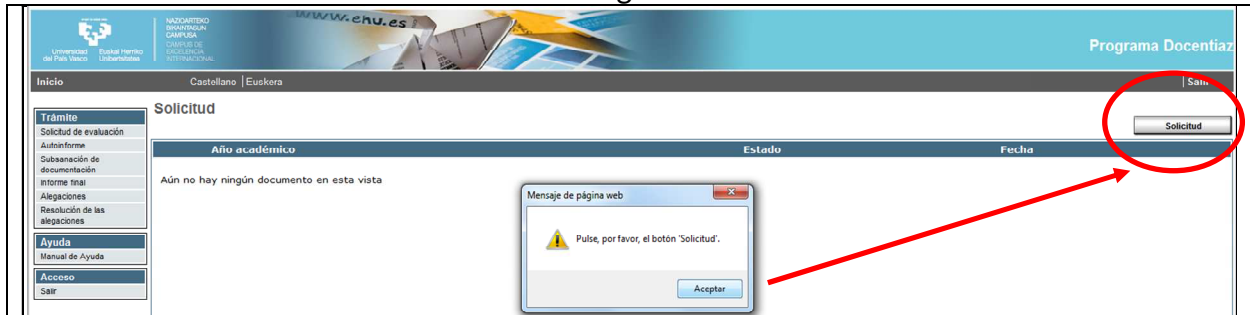 www.ehu.es
Universidad del País Vasco
Euskal Herriko Unibertsitatea
NAZIOARTEKO
BIKAINTASUN
CAMPUSA
CAMPUS DE
EXCELENCIA
INTERNACIONAL
Programa Docentiaz
Inicio
Castellano | Euskera
| Salir
Solicitud
Solicitud
Trámite
Solicitud de evaluación
Autoinforme
Subsanación de
documentación
Informe final
Alegaciones
Resolución de las
alegaciones
Ayuda
Manual de Ayuda
Acceso
Salir
Año académico Estado Fecha
Aún no hay ningún documento en esta vista
Mensaje de página web
Pulse, por favor, el botón 'Solicitud'.
Aceptar